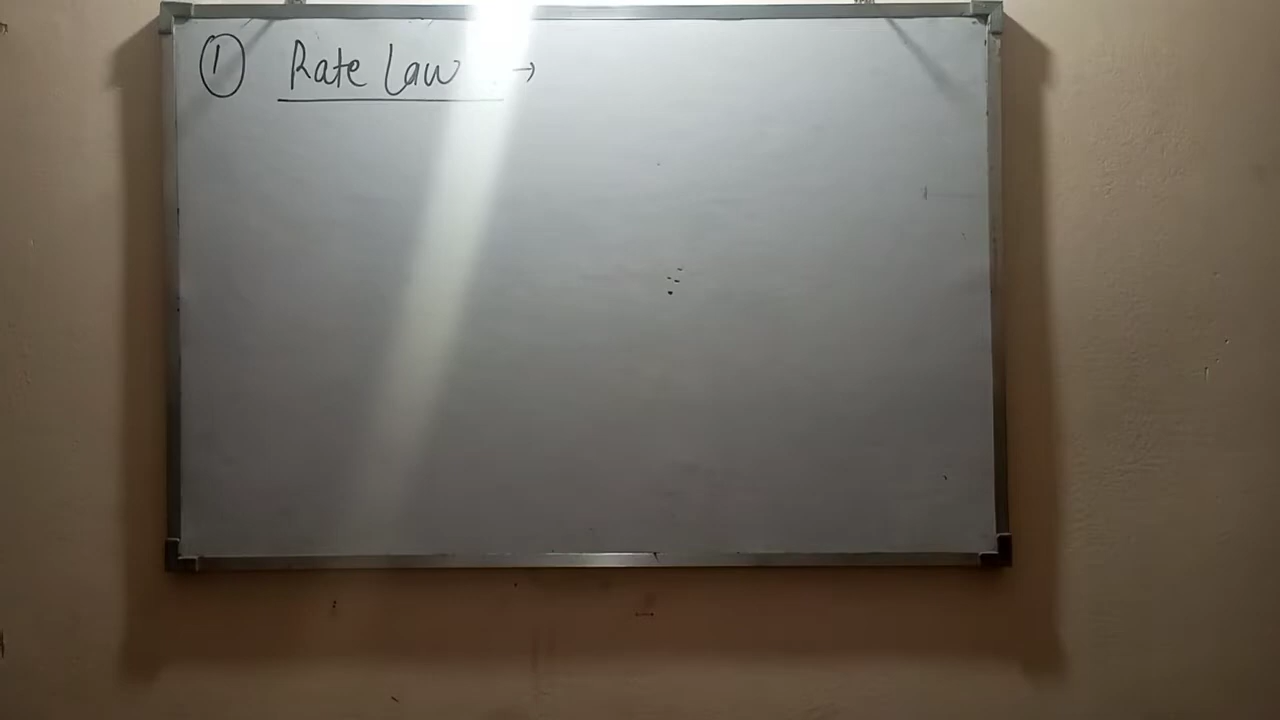 ① Rate Law →